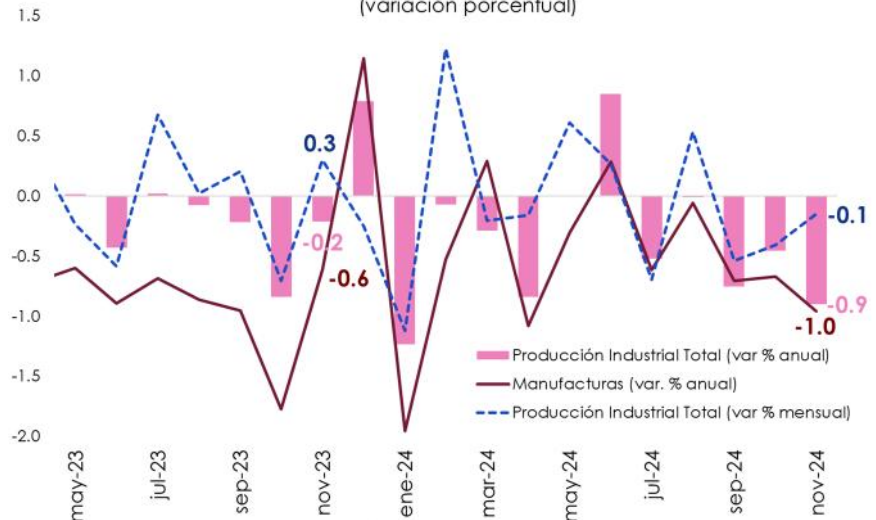 (variación porcentual)
1.5
1.0
0.5
0.0
-0.5
-1.0
-1.5
-2.0
0.3
-0.2
-0.6
-0.1
-0.9
-1.0
Producción Industrial Total (var % anual)
Manufacturas (var. % anual)
Producción Industrial Total (var % mensual)
may-23
jul-23
sep-23
nov-23
ene-24
mar-24
may-24
jul-24
sep-24
nov-24